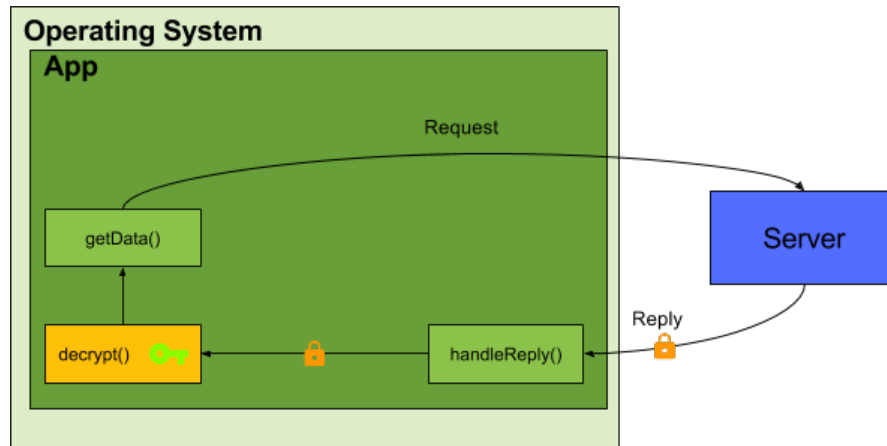 Operating System
App
Request
getData()
Server
Reply
decrypt()
handleReply()